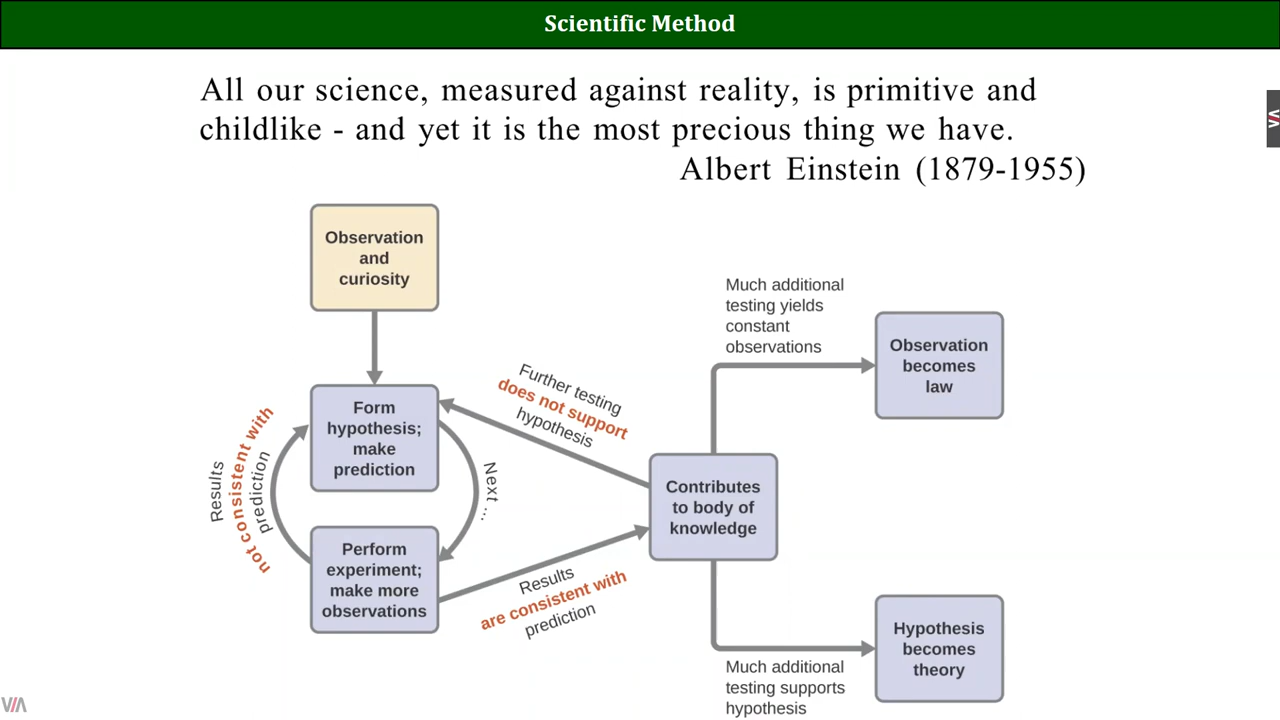 Scientific Method
All our science, measured against reality, is primitive and
childlike - and yet it is the most precious thing we have.
Albert Einstein (1879-1955)
Observation
and
curiosity
Form
hypothesis;
make
prediction
Results
not consistent with
prediction
Next ...
Perform
experiment;
make more
observations
Further testing
does not support
hypothesis
Results
are consistent with
prediction
Contributes
to body of
knowledge
Much additional
testing yields
constant
observations
Observation
becomes
law
Much additional
testing supports
hypothesis
Hypothesis
becomes
theory
VIA